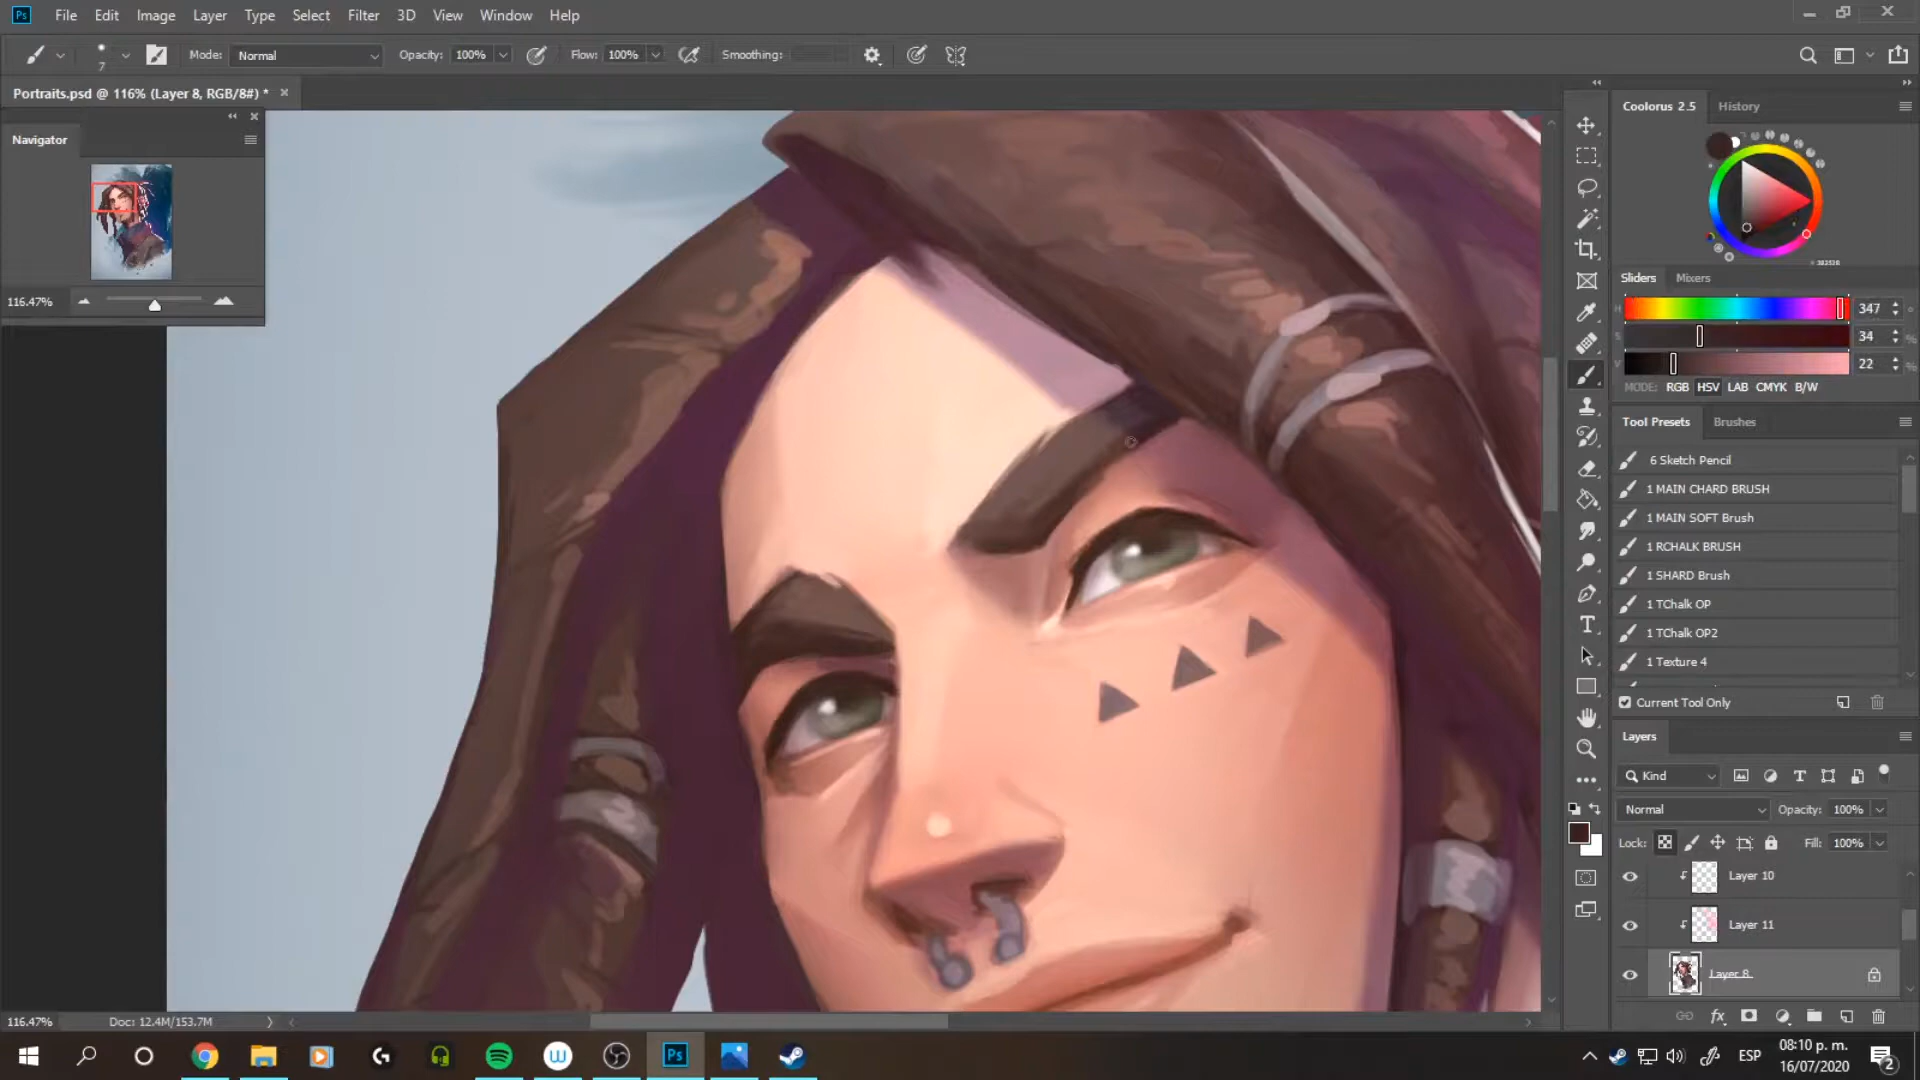 Ps File Edit Image Layer Type Select Filter 3D View Window Help
7 Mode: Normal Opacity: 100% Flow: 100% Smoothing:
Portraits.psd @ 116% (Layer 8, RGB/8#) *
Navigator
116.47%
Coolorus 2.5 History
Sliders Mixers
H 347 °
S 34 %
V 22 %
MODE: RGB HSV LAB CMYK B/W
Tool Presets Brushes
6 Sketch Pencil
1 MAIN CHARD BRUSH
1 MAIN SOFT Brush
1 RCHALK BRUSH
1 SHARD Brush
1 TChalk OP
1 TChalk OP2
1 Texture 4
Current Tool Only
Layers
Kind
Normal Opacity: 100%
Lock: Fill: 100%
Layer 10
Layer 11
Layer 8
116.47% Doc: 12.4M/153.7M
Ps
ESP
08:10 p. m.
16/07/2020
2